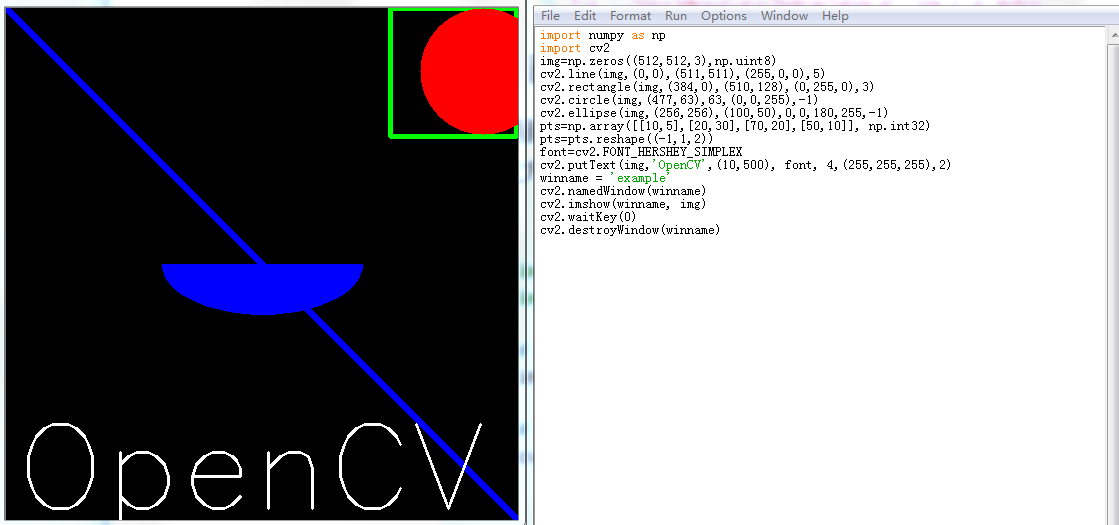 OpenCV
File Edit Format Run Options Window Help
import numpy as np
import cv2
img=np.zeros((512,512,3),np.uint8)
cv2.line(img,(0,0),(511,511),(255,0,0),5)
cv2.rectangle(img,(384,0),(510,128),(0,255,0),3)
cv2.circle(img,(477,63),63,(0,0,255),-1)
cv2.ellipse(img,(256,256),(100,50),0,0,180,255,-1)
pts=np.array([[10,5],[20,30],[70,20],[50,10]], np.int32)
pts=pts.reshape((-1,1,2))
font=cv2.FONT_HERSHEY_SIMPLEX
cv2.putText(img,'OpenCV',(10,500), font, 4,(255,255,255),2)
winname = 'example'
cv2.namedWindow(winname)
cv2.imshow(winname, img)
cv2.waitKey(0)
cv2.destroyWindow(winname)